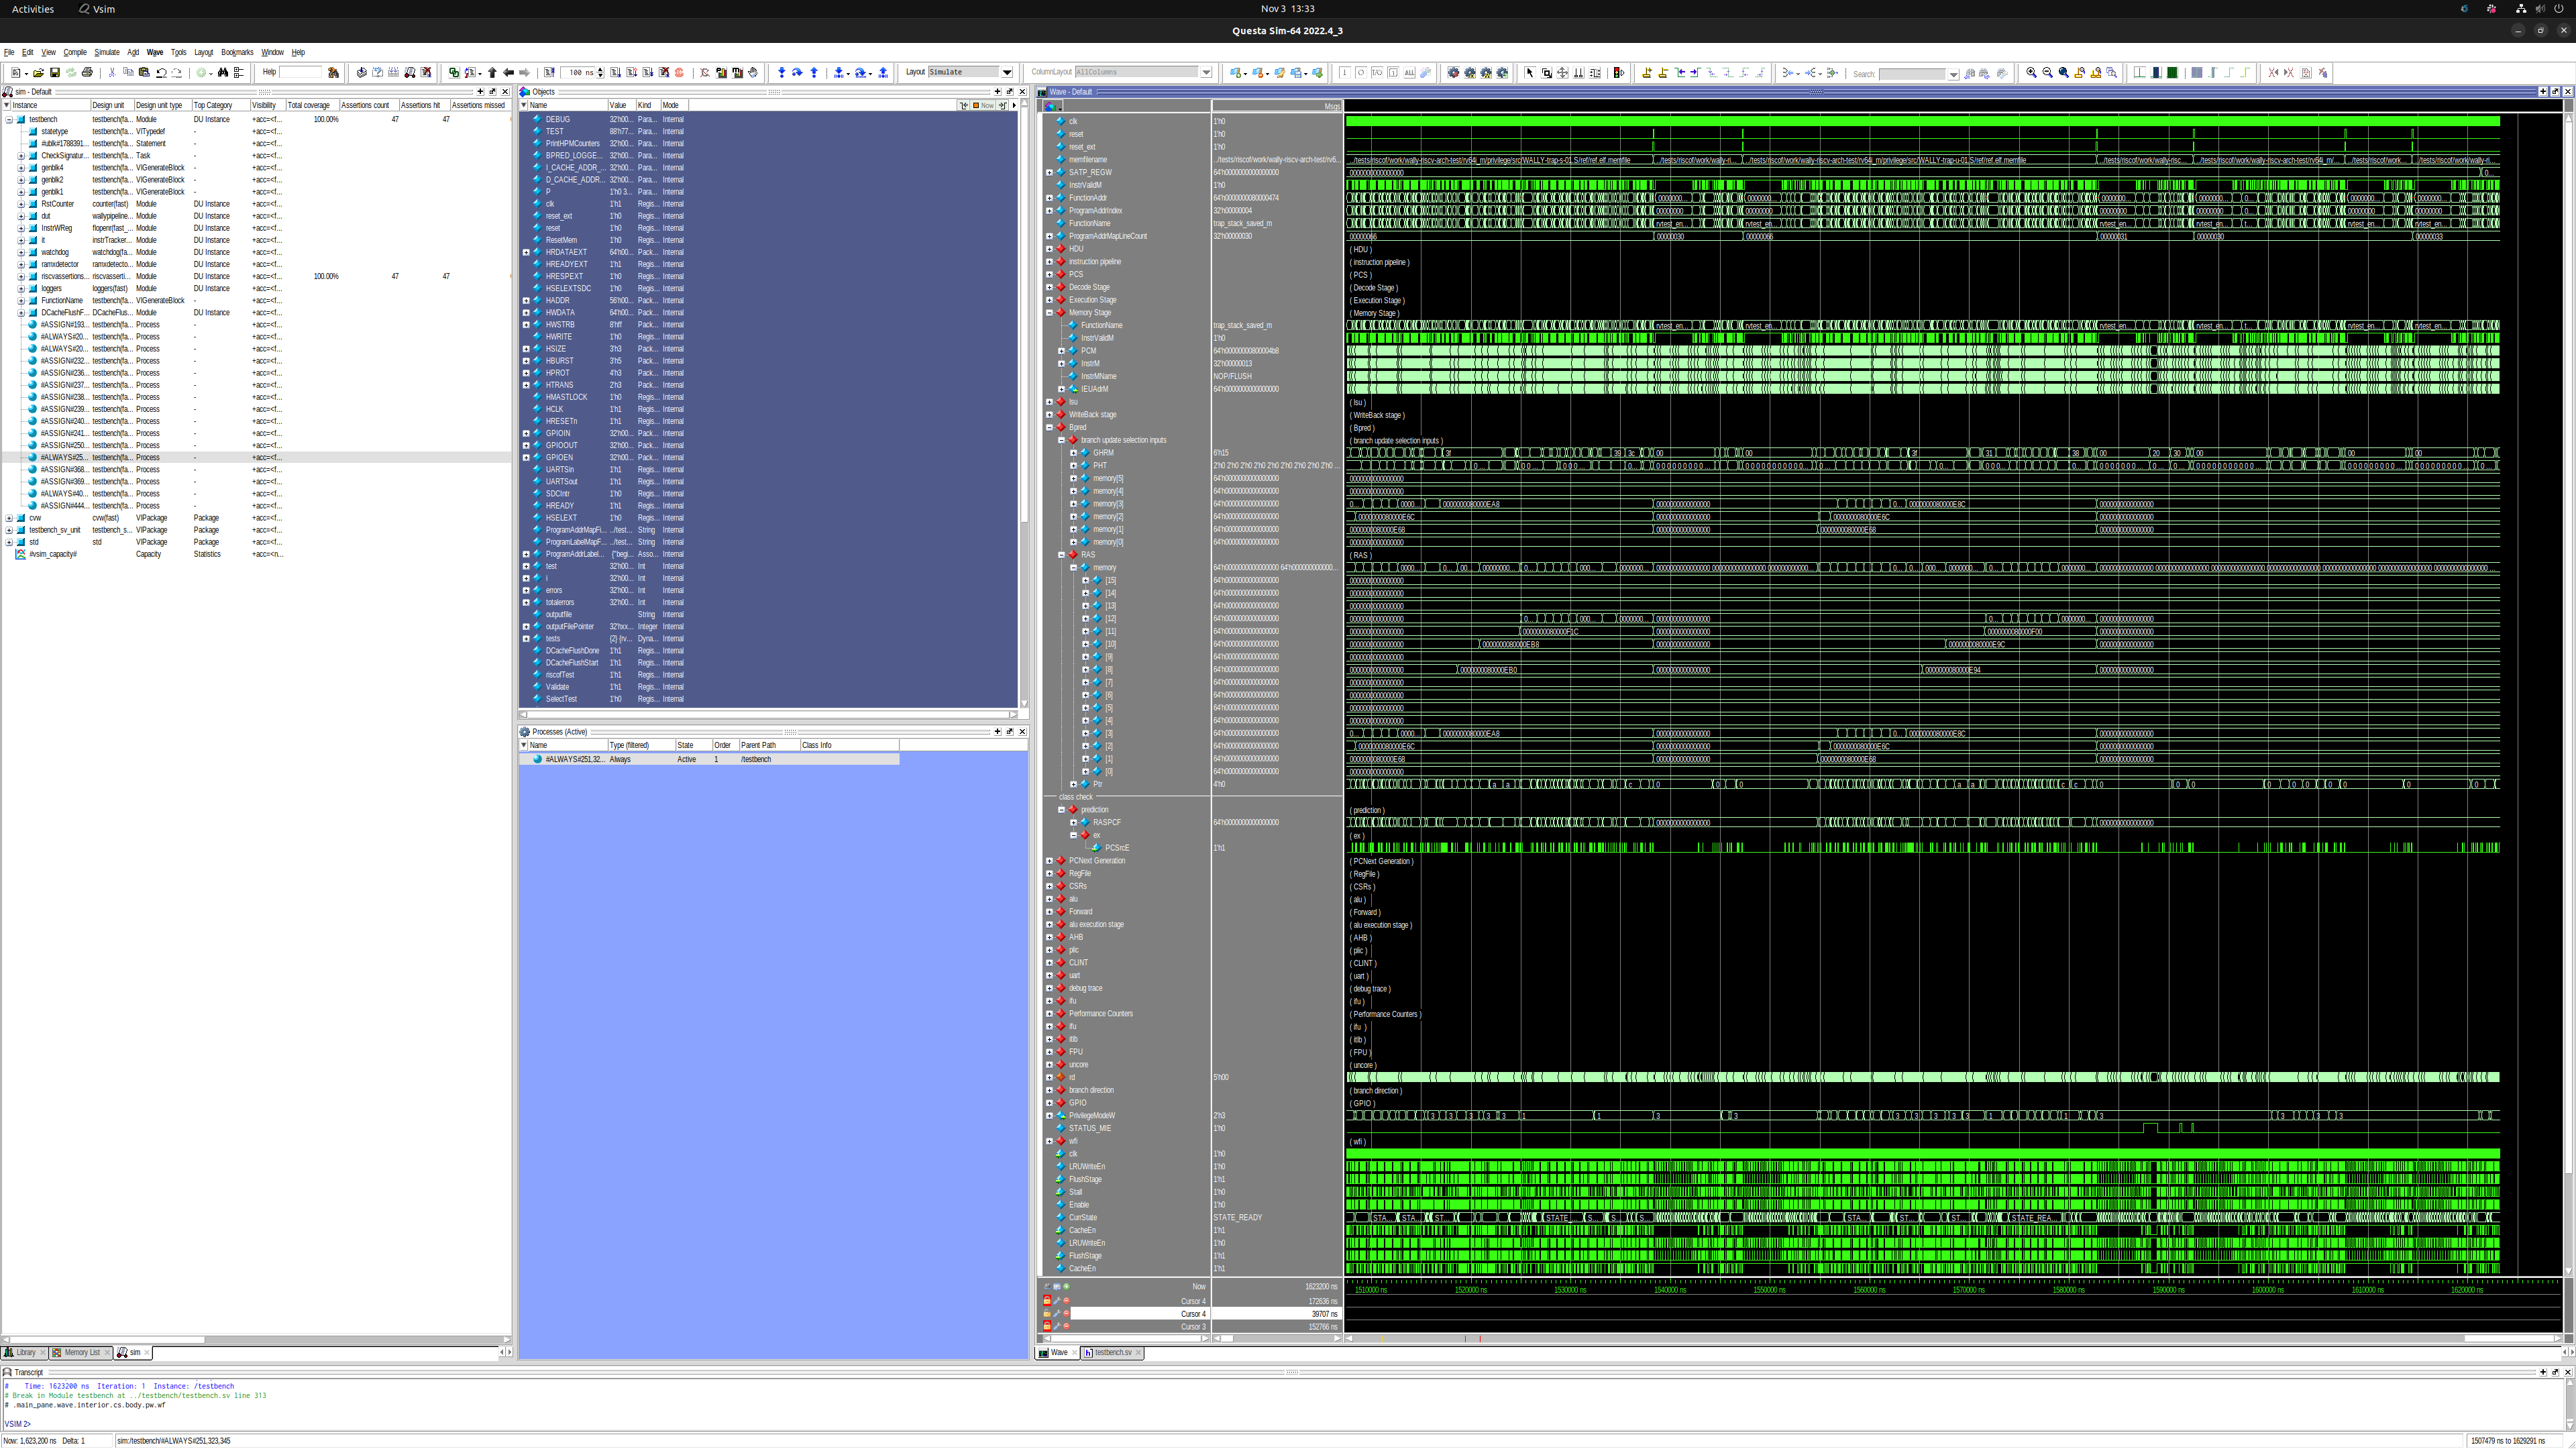 Activities
Vsim
Nov 3 13:33
Questa Sim-64 2022.4_3
File Edit View Compile Simulate Add Wave Tools Layout Bookmarks Window Help
Help
100 ns
Layout Simulate
ColumnLayout AllColumns
Search:
sim - Default
Instance Design unit Design unit type Top Category Visibility Total coverage Assertions count Assertions hit Assertions missed
testbench testbench(fa... Module DU Instance +acc=<f... 100.00% 47 47
statetype testbench(fa... VlTypedef - +acc=<f...
#ublk#1788391... testbench(fa... Statement - +acc=<f...
CheckSignatur... testbench(fa... Task - +acc=<f...
genblk4 testbench(fa... VlGenerateBlock - +acc=<f...
genblk2 testbench(fa... VlGenerateBlock - +acc=<f...
genblk1 testbench(fa... VlGenerateBlock - +acc=<f...
RstCounter counter(fast) Module DU Instance +acc=<f...
dut wallypipeline... Module DU Instance +acc=<f...
InstrWReg flopenr(fast_... Module DU Instance +acc=<f...
it instrTracker... Module DU Instance +acc=<f...
watchdog watchdog(fa... Module DU Instance +acc=<f...
ramxdetector ramxdetecto... Module DU Instance +acc=<f...
riscvassertions... riscvasserti... Module DU Instance +acc=<f... 100.00% 47 47
loggers loggers(fast) Module DU Instance +acc=<f...
FunctionName testbench(fa... VlGenerateBlock - +acc=<f...
DCacheFlushF... DCacheFlus... Module DU Instance +acc=<f...
#ASSIGN#193... testbench(fa... Process - +acc=<f...
#ALWAYS#20... testbench(fa... Process - +acc=<f...
#ALWAYS#20... testbench(fa... Process - +acc=<f...
#ASSIGN#232... testbench(fa... Process - +acc=<f...
#ASSIGN#236... testbench(fa... Process - +acc=<f...
#ASSIGN#237... testbench(fa... Process - +acc=<f...
#ASSIGN#238... testbench(fa... Process - +acc=<f...
#ASSIGN#239... testbench(fa... Process - +acc=<f...
#ASSIGN#240... testbench(fa... Process - +acc=<f...
#ASSIGN#241... testbench(fa... Process - +acc=<f...
#ASSIGN#250... testbench(fa... Process - +acc=<f...
#ALWAYS#25... testbench(fa... Process - +acc=<f...
#ASSIGN#368... testbench(fa... Process - +acc=<f...
#ASSIGN#369... testbench(fa... Process - +acc=<f...
#ALWAYS#40... testbench(fa... Process - +acc=<f...
#ASSIGN#444... testbench(fa... Process - +acc=<f...
cvw cvw(fast) VlPackage Package +acc=<f...
testbench_sv_unit testbench_s... VlPackage Package +acc=<f...
std std VlPackage Package +acc=<f...
#vsim_capacity# Capacity Statistics +acc=<n...
Library Memory List sim
Objects
Name Value Kind Mode Now
DEBUG 32'h00... Para... Internal
TEST 88'h77... Para... Internal
PrintHPMCounters 32'h00... Para... Internal
BPRED_LOGGE... 32'h00... Para... Internal
I_CACHE_ADDR_... 32'h00... Para... Internal
D_CACHE_ADDR... 32'h00... Para... Internal
P 1'h0 3... Para... Internal
clk 1'h1 Regis... Internal
reset_ext 1'h0 Regis... Internal
reset 1'h0 Regis... Internal
ResetMem 1'h0 Regis... Internal
HRDATAEXT 64'h00... Pack... Internal
HREADYEXT 1'h1 Regis... Internal
HRESPEXT 1'h0 Regis... Internal
HSELEXTSDC 1'h0 Regis... Internal
HADDR 56'h00... Pack... Internal
HWDATA 64'h00... Pack... Internal
HWSTRB 8'hff Pack... Internal
HWRITE 1'h0 Regis... Internal
HSIZE 3'h3 Pack... Internal
HBURST 3'h5 Pack... Internal
HPROT 4'h3 Pack... Internal
HTRANS 2'h3 Pack... Internal
HMASTLOCK 1'h0 Regis... Internal
HCLK 1'h1 Regis... Internal
HRESETn 1'h1 Regis... Internal
GPIOIN 32'h00... Pack... Internal
GPIOOUT 32'h00... Pack... Internal
GPIOEN 32'h00... Pack... Internal
UARTSin 1'h1 Regis... Internal
UARTSout 1'h1 Regis... Internal
SDCIntr 1'h0 Regis... Internal
HREADY 1'h1 Regis... Internal
HSELEXT 1'h0 Regis... Internal
ProgramAddrMapFi... ../test... String Internal
ProgramLabelMapF... ../test... String Internal
ProgramAddrLabel... {"begi... Asso... Internal
test 32'h00... Int Internal
i 32'h00... Int Internal
errors 32'h00... Int Internal
totalerrors 32'h00... Int Internal
outputfile String Internal
outputFilePointer 32'hxx... Integer Internal
tests {2} {rv... Dyna... Internal
DCacheFlushDone 1'h1 Regis... Internal
DCacheFlushStart 1'h1 Regis... Internal
riscofTest 1'h1 Regis... Internal
Validate 1'h1 Regis... Internal
SelectTest 1'h0 Regis... Internal
Processes (Active)
Name Type (filtered) State Order Parent Path Class Info
#ALWAYS#251,32... Always Active 1 /testbench
Wave - Default
Msgs
clk 1'h0
reset 1'h0
reset_ext 1'h0
memfilename ../tests/riscof/work/wally-riscv-arch-test/rv6...
SATP_REGW 64'h0000000000000000
InstrValidM 1'h0
FunctionAddr 64'h0000000080000474
ProgramAddrIndex 32'h00000004
FunctionName trap_stack_saved_m
ProgramAddrMapLineCount 32'h00000030
HDU ( HDU )
instruction pipeline ( instruction pipeline )
PCS ( PCS )
Decode Stage ( Decode Stage )
Execution Stage ( Execution Stage )
Memory Stage ( Memory Stage )
FunctionName trap_stack_saved_m
InstrValidM 1'h0
PCM 64'h00000000800004b8
InstrM 32'h00000013
InstrMName NOP/FLUSH
IEUAdrM 64'h0000000000000000
lsu ( lsu )
WriteBack stage ( WriteBack stage )
Bpred ( Bpred )
branch update selection inputs ( branch update selection inputs )
GHRM 6'h15
PHT 2'h0 2'h0 2'h0 2'h0 2'h0 2'h0 2'h0 2'h0 2'h0 ...
memory[5] 64'h0000000000000000
memory[4] 64'h0000000000000000
memory[3] 64'h0000000000000000
memory[2] 64'h0000000000000000
memory[1] 64'h0000000000000000
memory[0] 64'h0000000000000000
RAS ( RAS )
memory 64'h0000000000000000 64'h000000000000...
[15] 64'h0000000000000000
[14] 64'h0000000000000000
[13] 64'h0000000000000000
[12] 64'h0000000000000000
[11] 64'h0000000000000000
[10] 64'h0000000000000000
[9] 64'h0000000000000000
[8] 64'h0000000000000000
[7] 64'h0000000000000000
[6] 64'h0000000000000000
[5] 64'h0000000000000000
[4] 64'h0000000000000000
[3] 64'h0000000000000000
[2] 64'h0000000000000000
[1] 64'h0000000000000000
[0] 64'h0000000000000000
Ptr 4'h0
class check
prediction ( prediction )
RASPCF 64'h0000000000000000
ex ( ex )
PCSrcE 1'h1
PCNext Generation ( PCNext Generation )
RegFile ( RegFile )
CSRs ( CSRs )
alu ( alu )
Forward ( Forward )
alu execution stage ( alu execution stage )
AHB ( AHB )
plic ( plic )
CLINT ( CLINT )
uart ( uart )
debug trace ( debug trace )
ifu ( ifu )
Performance Counters ( Performance Counters )
ifu ( ifu )
itlb ( itlb )
FPU ( FPU )
uncore ( uncore )
rd 5'h00
branch direction ( branch direction )
GPIO ( GPIO )
PrivilegeModeW 2'h3
STATUS_MIE 1'h0
wfi ( wfi )
clk 1'h0
LRUWriteEn 1'h0
FlushStage 1'h1
Stall 1'h0
Enable 1'h0
CurrState STATE_READY
CacheEn 1'h1
LRUWriteEn 1'h0
FlushStage 1'h1
CacheEn 1'h1
Now 1623200 ns
1510000 ns 1520000 ns 1530000 ns 1540000 ns 1550000 ns 1560000 ns 1570000 ns 1580000 ns 1590000 ns 1600000 ns 1610000 ns 1620000 ns
Cursor 4 172636 ns
Cursor 4 39707 ns
Cursor 3 152766 ns
Wave testbench.sv
Transcript
# Time: 1623200 ns Iteration: 1 Instance: /testbench
# Break in Module testbench at ../testbench/testbench.sv line 313
# .main_pane.wave.interior.cs.body.pw.wf
VSIM 2>
Now: 1,623,200 ns Delta: 1
sim:/testbench/#ALWAYS#251,323,345
1507479 ns to 1629291 ns